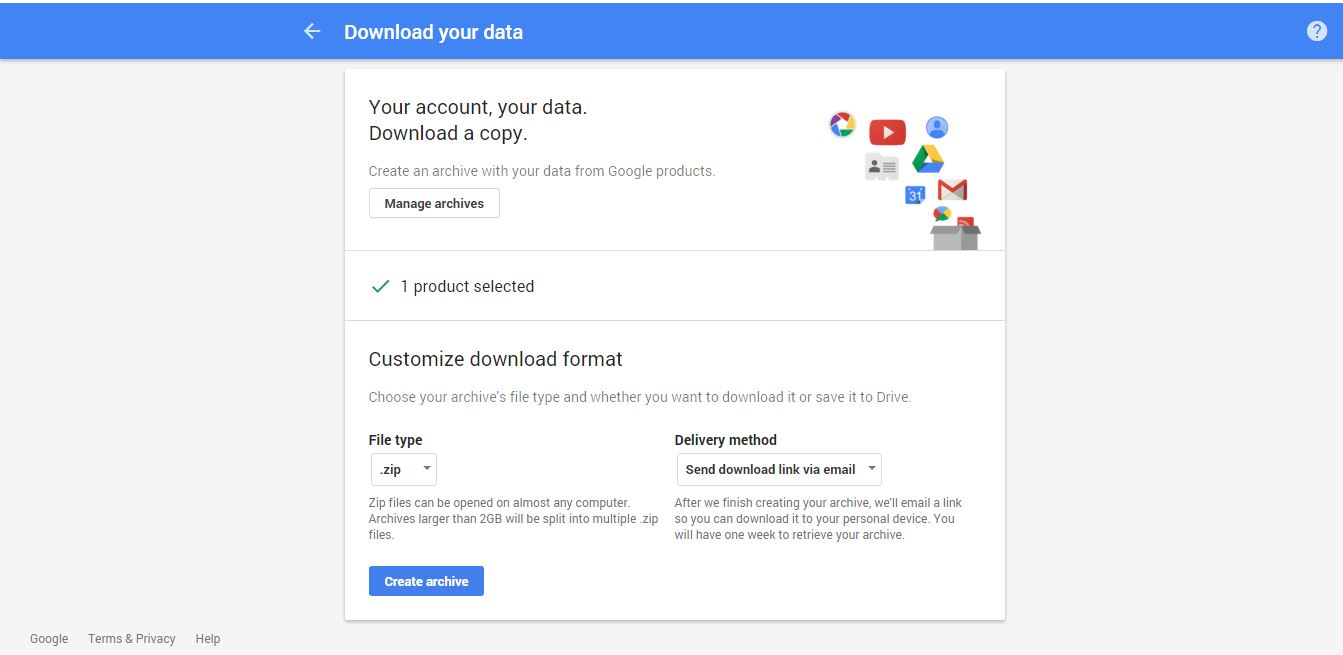 Download your data
?
Your account, your data.
Download a copy.
Create an archive with your data from Google products.
31
Manage archives
1 product selected
Customize download format
Choose your archive's file type and whether you want to download it or save it to Drive.
File type
.zip
Zip files can be opened on almost any computer.
Archives larger than 2GB will be split into multiple .zip
files.
Delivery method
Send download link via email
After we finish creating your archive, we'll email a link
so you can download it to your personal device. You
will have one week to retrieve your archive.
Create archive
Google Terms & Privacy Help